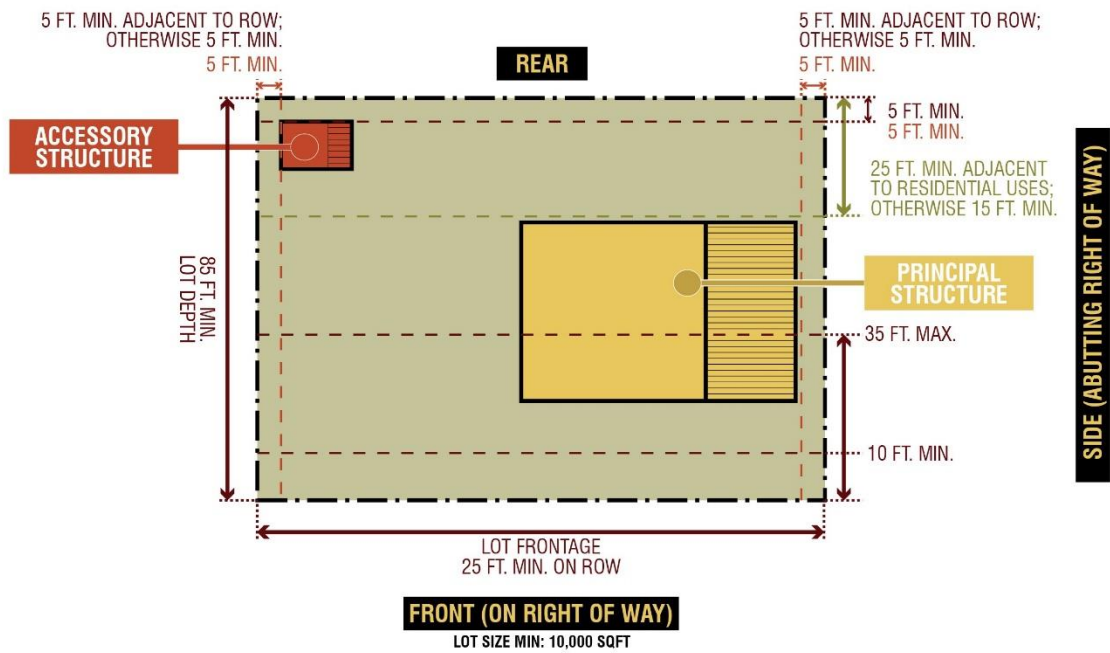 5 FT. MIN. ADJACENT TO ROW;
OTHERWISE 5 FT. MIN.
5 FT. MIN.
5 FT. MIN. ADJACENT TO ROW;
OTHERWISE 5 FT. MIN.
5 FT. MIN.
REAR
ACCESSORY
STRUCTURE
5 FT. MIN.
5 FT. MIN.
25 FT. MIN. ADJACENT
TO RESIDENTIAL USES;
OTHERWISE 15 FT. MIN.
85 FT. MIN.
LOT DEPTH
PRINCIPAL
STRUCTURE
35 FT. MAX.
10 FT. MIN.
SIDE (ABUTTING RIGHT OF WAY)
LOT FRONTAGE
25 FT. MIN. ON ROW
FRONT (ON RIGHT OF WAY)
LOT SIZE MIN: 10,000 SQFT